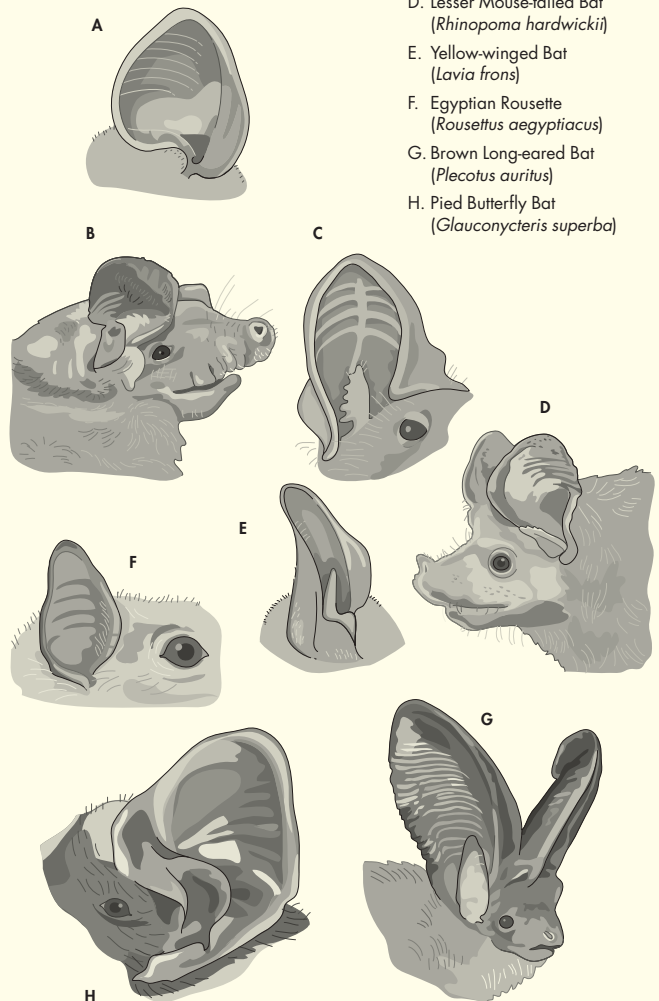 D. Lesser Mouse-tailed Bat
(Rhinopoma hardwickii)
E. Yellow-winged Bat
(Lavia frons)
F. Egyptian Rousette
(Rousettus aegyptiacus)
G. Brown Long-eared Bat
(Plecotus auritus)
H. Pied Butterfly Bat
(Glauconycteris superba)
A
B
C
D
E
F
G
H